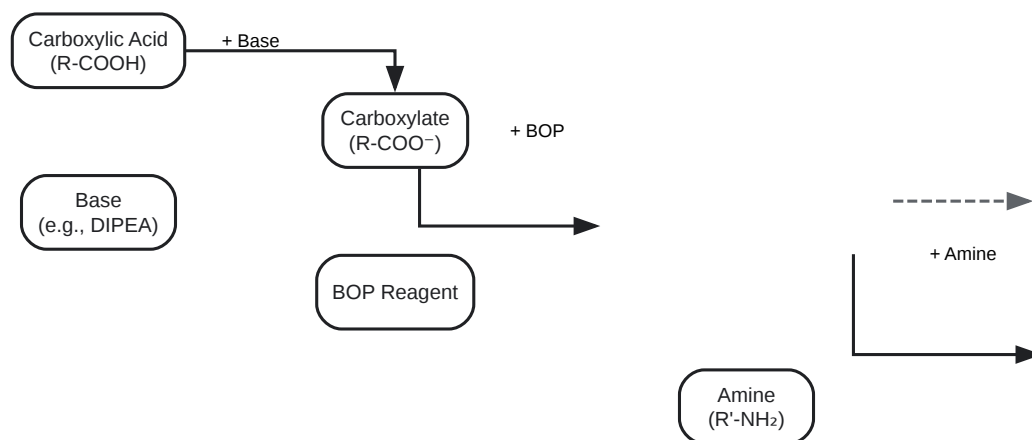 Carboxylic Acid
(R-COOH)
+ Base
Carboxylate
(R-COO⁻)
+ BOP
Base
(e.g., DIPEA)
+ Amine
BOP Reagent
Amine
(R'-NH₂)